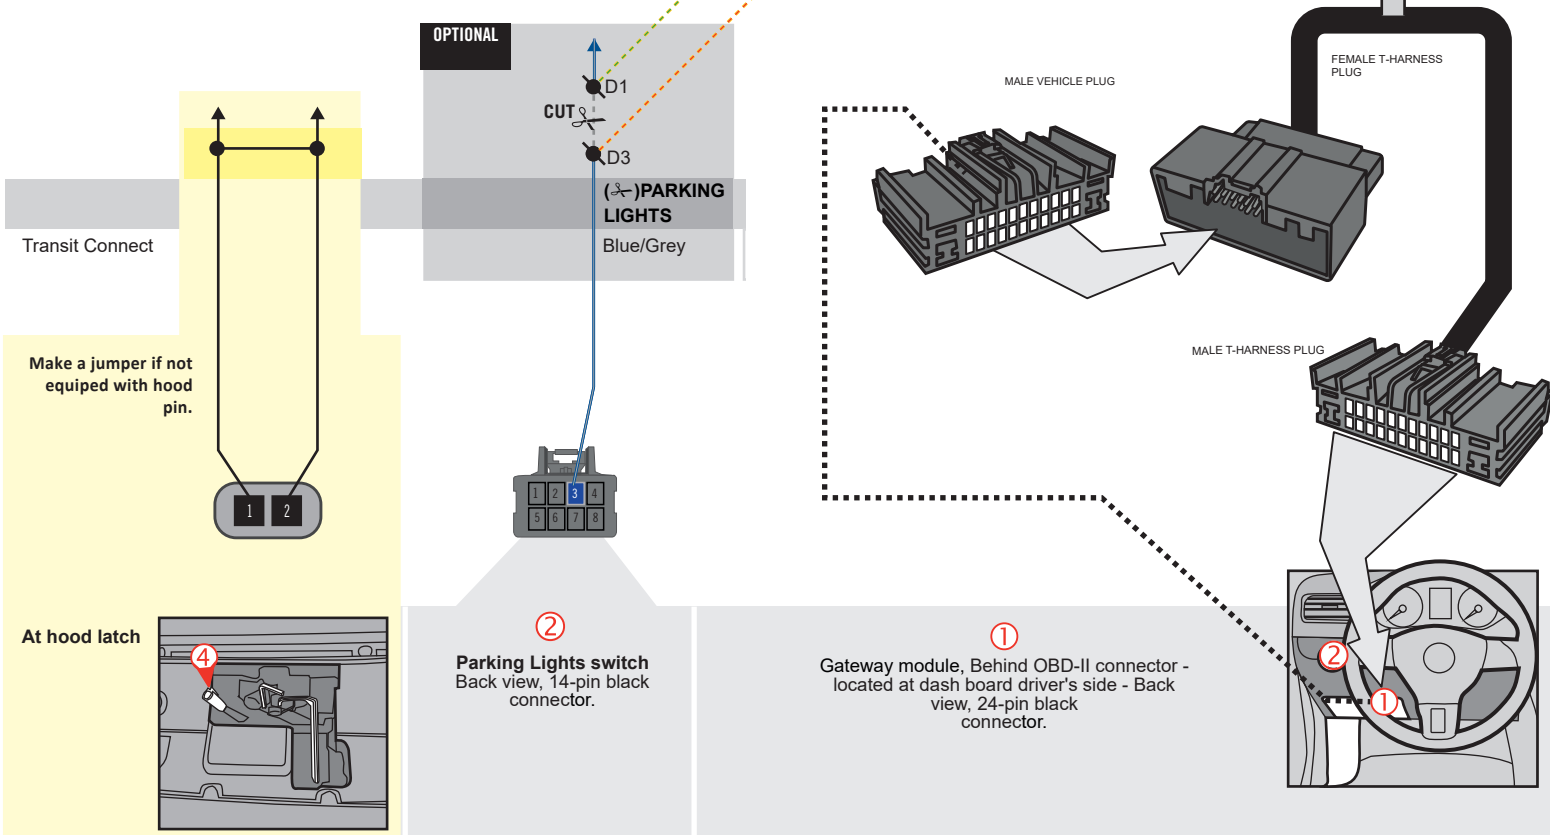 OPTIONAL
D1
CUT
D3
(✂)PARKING
LIGHTS
Blue/Grey
Transit Connect
Make a jumper if not
equiped with hood
pin.
1 2
1 2 3 4
5 6 7 8
At hood latch
4
2
Parking Lights switch
Back view, 14-pin black
connector.
MALE VEHICLE PLUG
FEMALE T-HARNESS
PLUG
MALE T-HARNESS PLUG
1
Gateway module, Behind OBD-II connector -
located at dash board driver's side - Back
view, 24-pin black
connector.
2
1